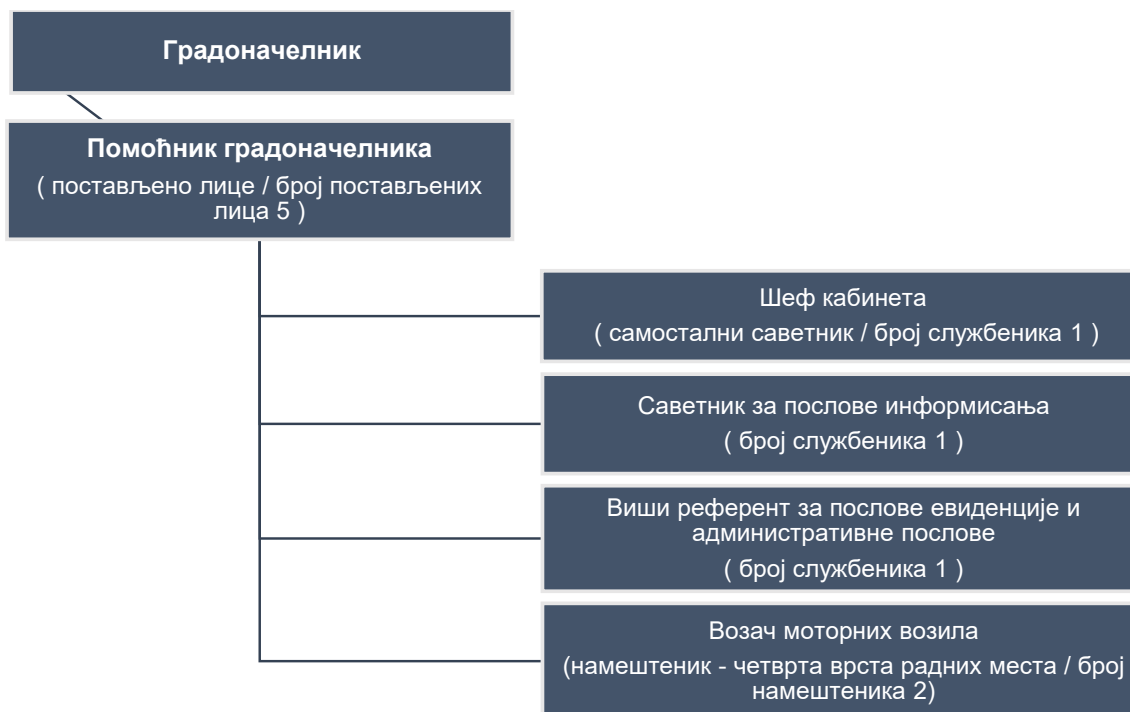 Градоначелник
Помоћник градоначелника
( постављено лице / број постављених
лица 5 )
Шеф кабинета
( самостални саветник / број службеника 1 )
Саветник за послове информисања
( број службеника 1 )
Виши референт за послове евиденције и
административне послове
( број службеника 1 )
Возач моторних возила
(намештеник - четврта врста радних места / број
намештеника 2)